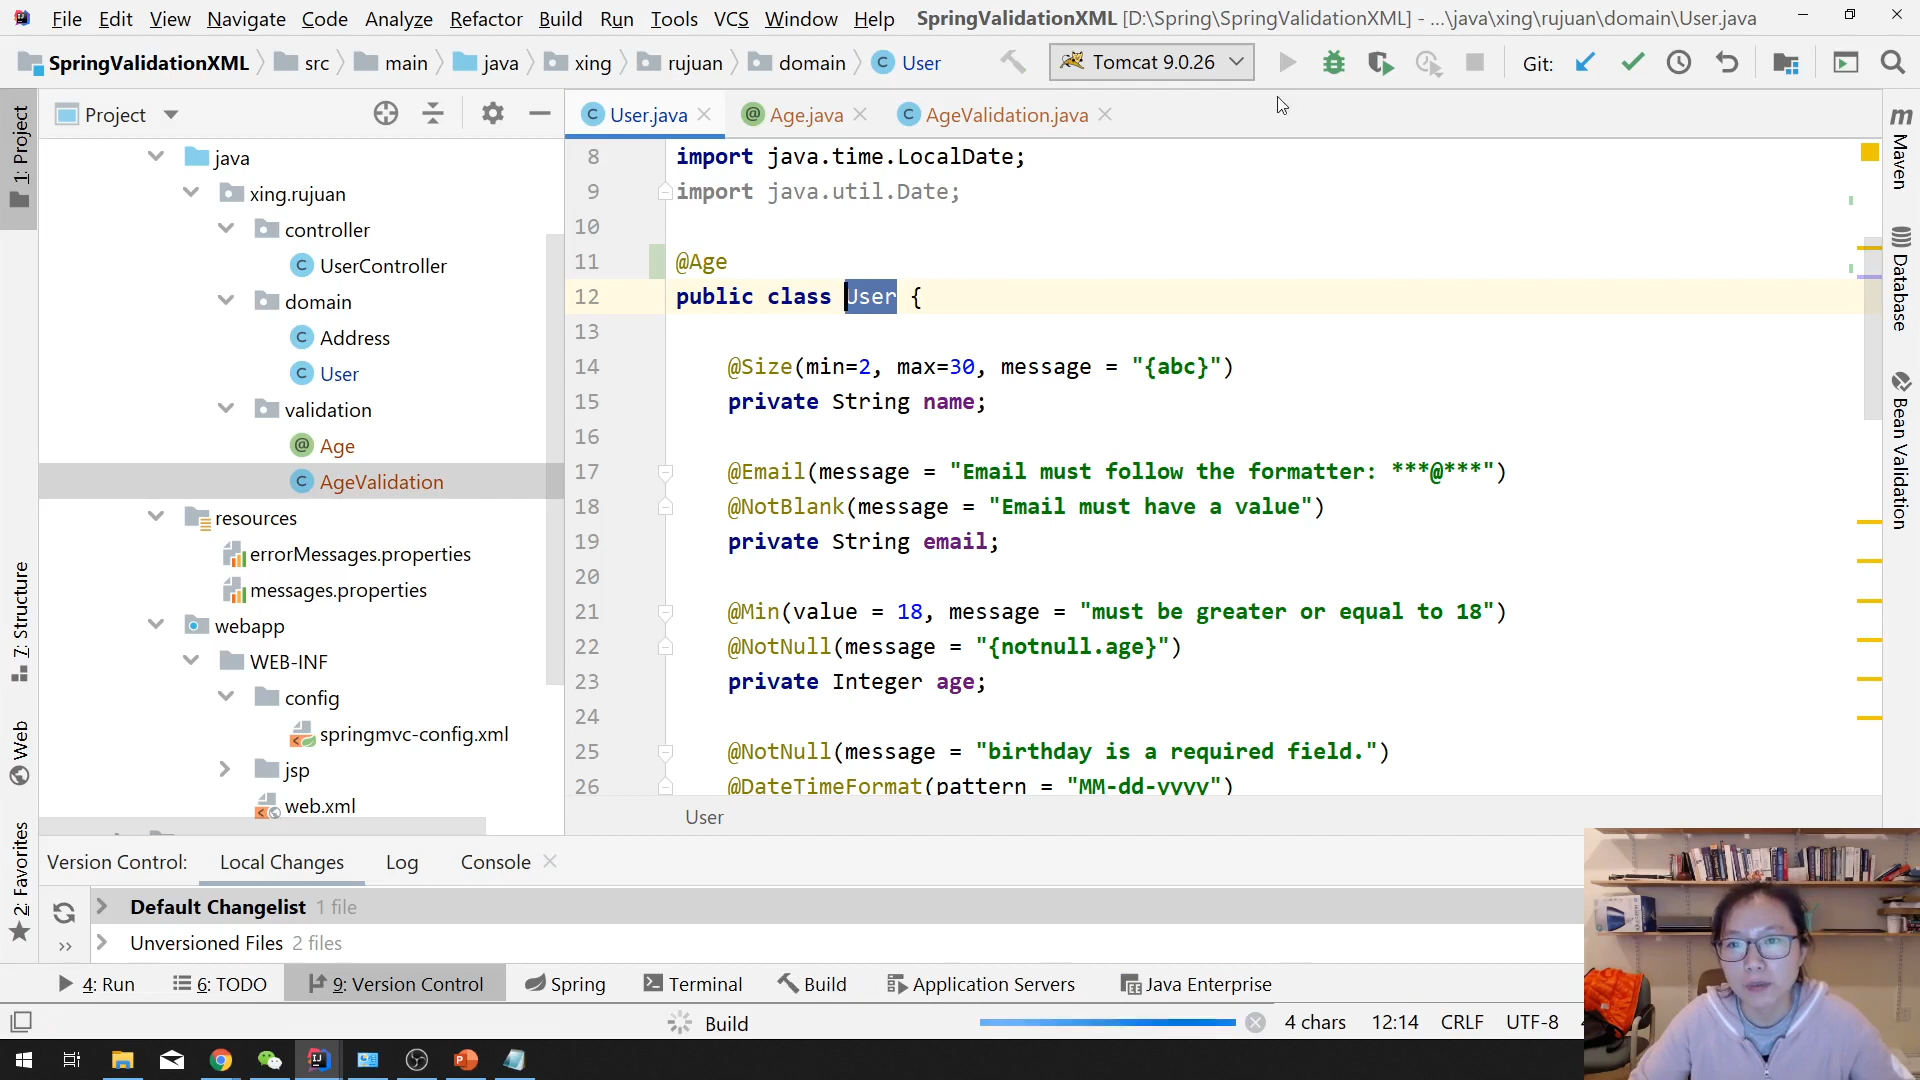 File Edit View Navigate Code Analyze Refactor Build Run Tools VCS Window Help SpringValidationXML [D:\Spring\SpringValidationXML] - ...\java\xing\rujuan\domain\User.java
SpringValidationXML src main java xing rujuan domain User Tomcat 9.0.26 Git:
Project
User.java Age.java AgeValidation.java
1: Project
7: Structure
Web
2: Favorites
java
xing.rujuan
controller
UserController
domain
Address
User
validation
Age
AgeValidation
resources
errorMessages.properties
messages.properties
webapp
WEB-INF
config
springmvc-config.xml
jsp
web.xml
8 import java.time.LocalDate;
9 import java.util.Date;
10
11 @Age
12 public class User {
13
14 @Size(min=2, max=30, message = "{abc}")
15 private String name;
16
17 @Email(message = "Email must follow the formatter: ***@***")
18 @NotBlank(message = "Email must have a value")
19 private String email;
20
21 @Min(value = 18, message = "must be greater or equal to 18")
22 @NotNull(message = "{notnull.age}")
23 private Integer age;
24
25 @NotNull(message = "birthday is a required field.")
26 @DateTimeFormat(pattern = "MM-dd-yyyy")
User
Maven
Database
Bean Validation
Version Control: Local Changes Log Console
Default Changelist 1 file
Unversioned Files 2 files
4: Run 6: TODO 9: Version Control Spring Terminal Build Application Servers Java Enterprise
Build 4 chars 12:14 CRLF UTF-8